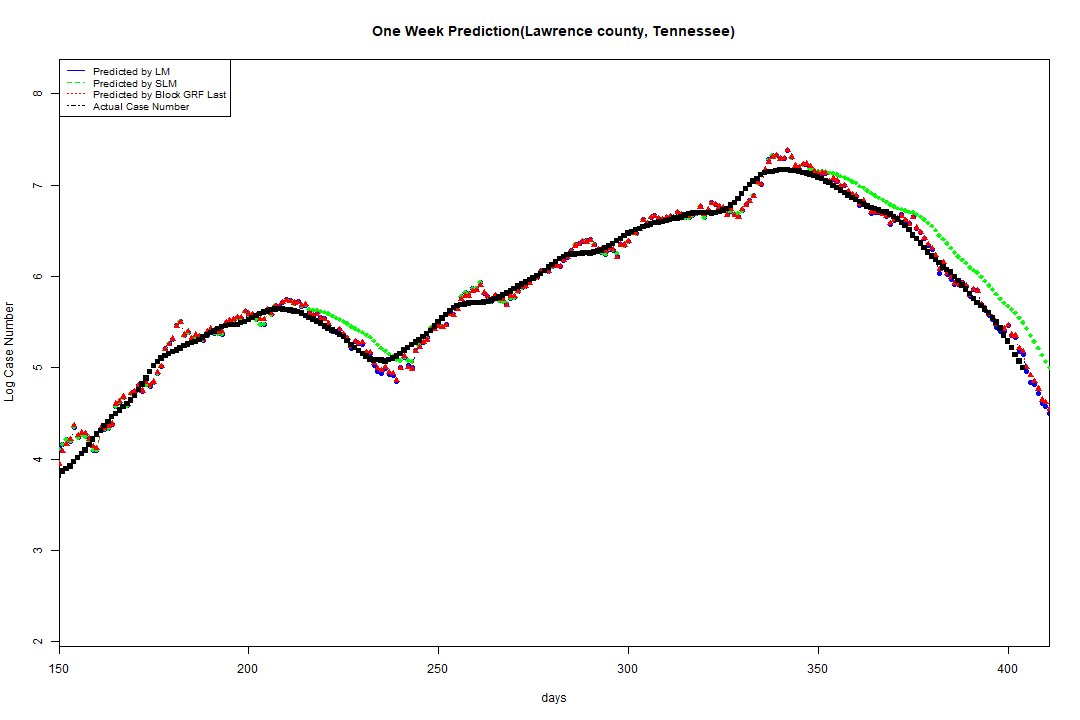 One Week Prediction(Lawrence county, Tennessee)
Predicted by LM
Predicted by SLM
Predicted by Block GRF Last
Actual Case Number
8
7
6
5
4
3
2
Log Case Number
150 200 250 300 350 400
days